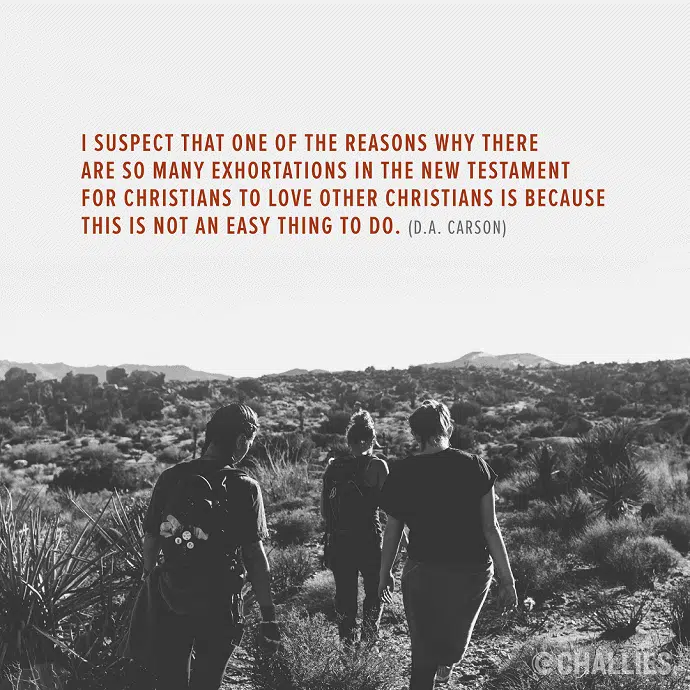 I SUSPECT THAT ONE OF THE REASONS WHY THERE
ARE SO MANY EXHORTATIONS IN THE NEW TESTAMENT
FOR CHRISTIANS TO LOVE OTHER CHRISTIANS IS BECAUSE
THIS IS NOT AN EASY THING TO DO. (D.A. CARSON)
©CHALLIES